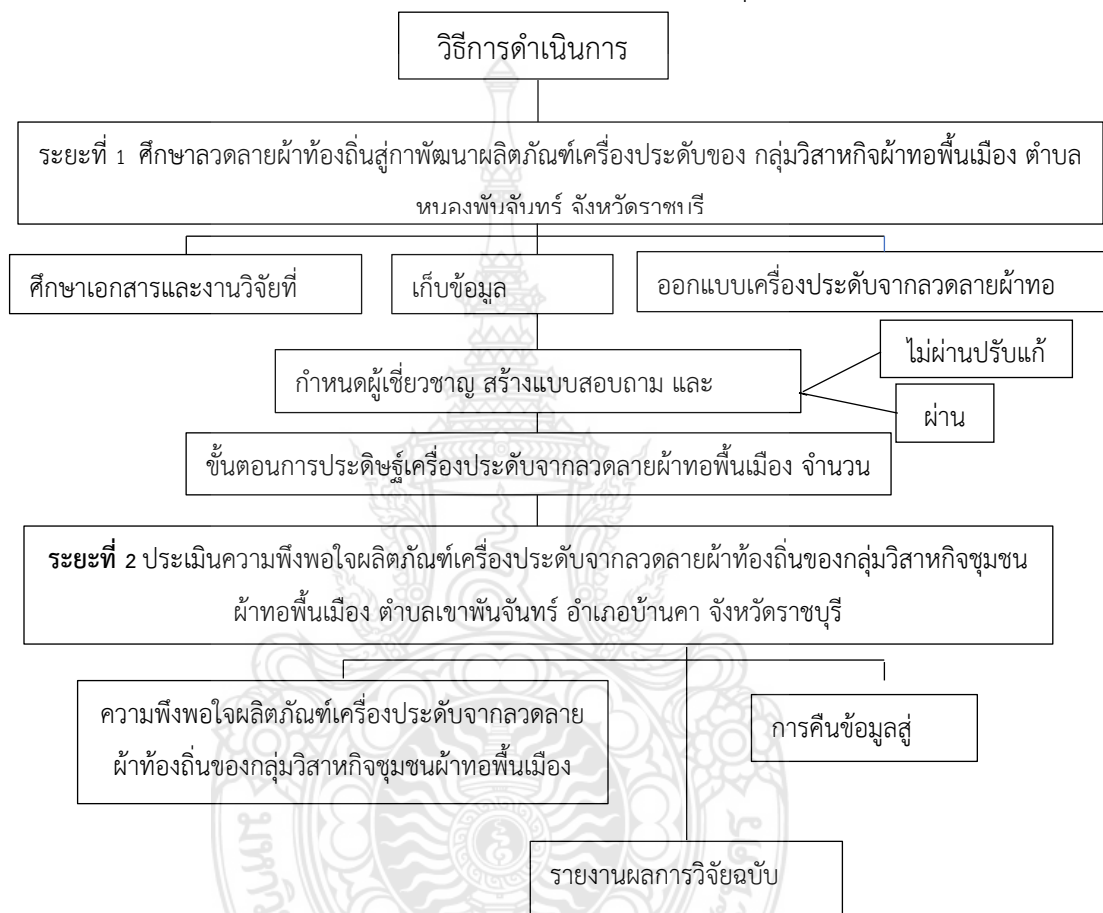 วิธีการดำเนินการ
ระยะที่ 1 ศึกษาลวดลายผ้าท้องถิ่นสู่กาพัฒนาผลิตภัณฑ์เครื่องประดับของ กลุ่มวิสาหกิจผ้าทอพื้นเมือง ตำบล
หนองพันจันทร์ จังหวัดราชบุรี
ศึกษาเอกสารและงานวิจัยที่
เก็บข้อมูล
ออกแบบเครื่องประดับจากลวดลายผ้าทอ
ไม่ผ่านปรับแก้
กำหนดผู้เชี่ยวชาญ สร้างแบบสอบถาม และ
ผ่าน
ขั้นตอนการประดิษฐ์เครื่องประดับจากลวดลายผ้าทอพื้นเมือง จำนวน
ระยะที่ 2 ประเมินความพึงพอใจผลิตภัณฑ์เครื่องประดับจากลวดลายผ้าท้องถิ่นของกลุ่มวิสาหกิจชุมชน
ผ้าทอพื้นเมือง ตำบลเขาพันจันทร์ อำเภอบ้านคา จังหวัดราชบุรี
ความพึงพอใจผลิตภัณฑ์เครื่องประดับจากลวดลาย
ผ้าท้องถิ่นของกลุ่มวิสาหกิจชุมชนผ้าทอพื้นเมือง
การคืนข้อมูลสู่
รายงานผลการวิจัยฉบับ